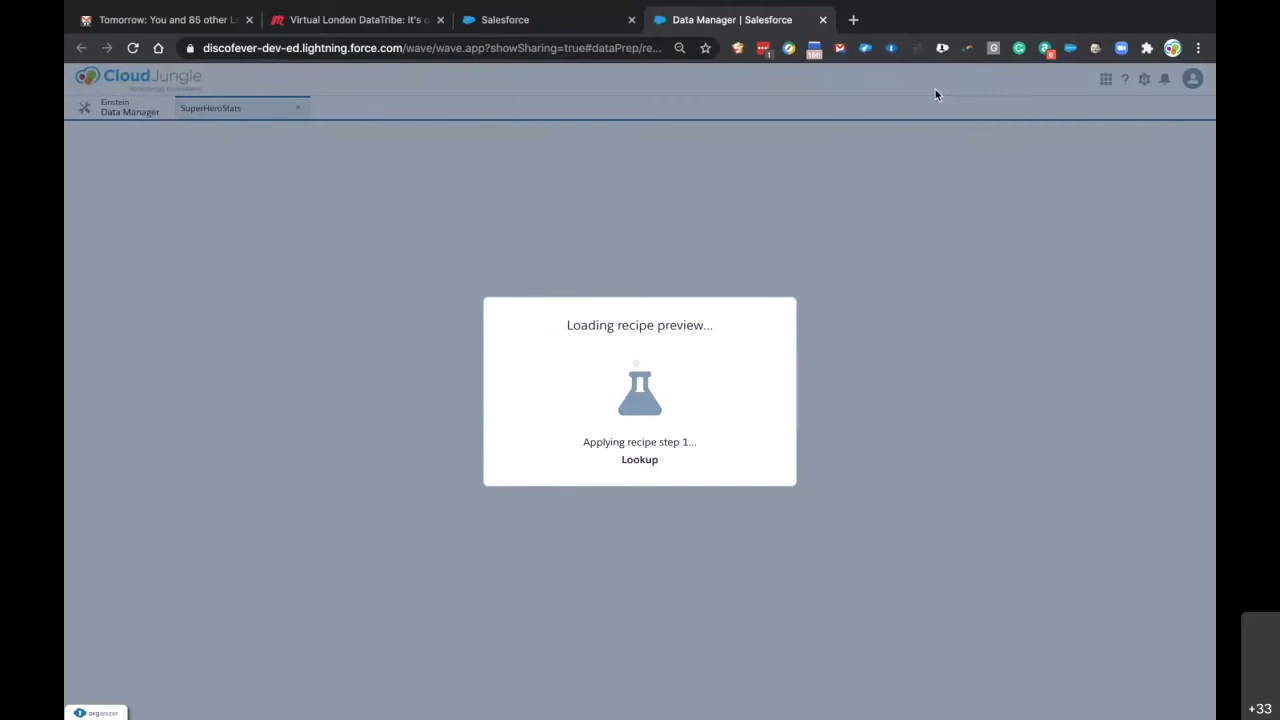 Tomorrow: You and 85 other L
Virtual London DataTribe: It's o
Salesforce
Data Manager | Salesforce
discofever-dev-ed.lightning.force.com/wave/wave.app?showSharing=true#dataPrep/re...
CloudJungle
Einstein
Data Manager
SuperHeroStats
Loading recipe preview...
Applying recipe step 1...
Lookup
organizer
+33